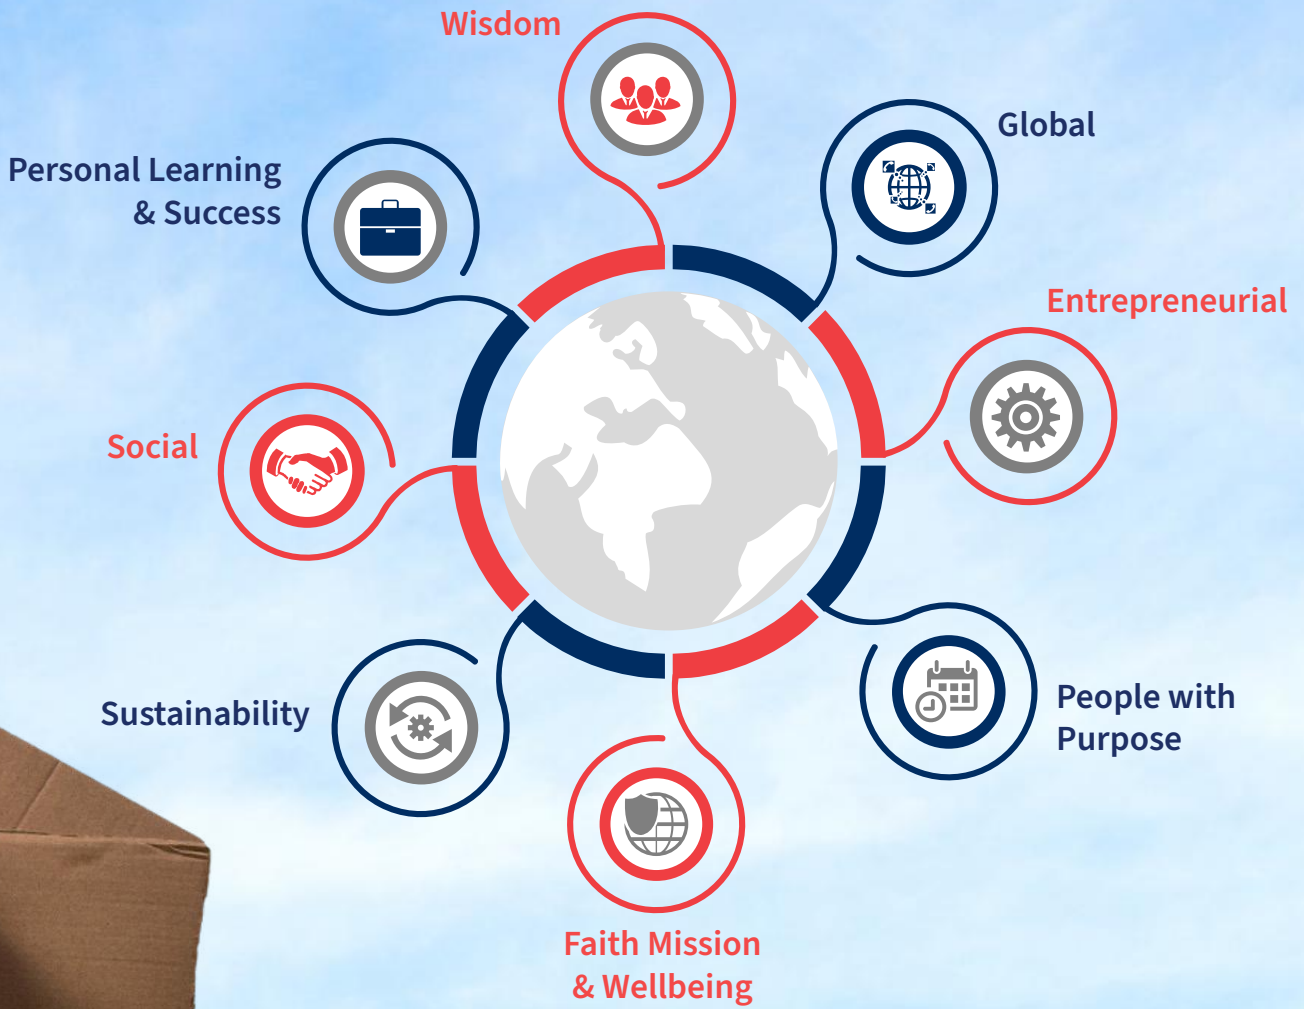 Wisdom
Global
Personal Learning
& Success
Entrepreneurial
Social
Sustainability
People with
Purpose
Faith Mission
& Wellbeing